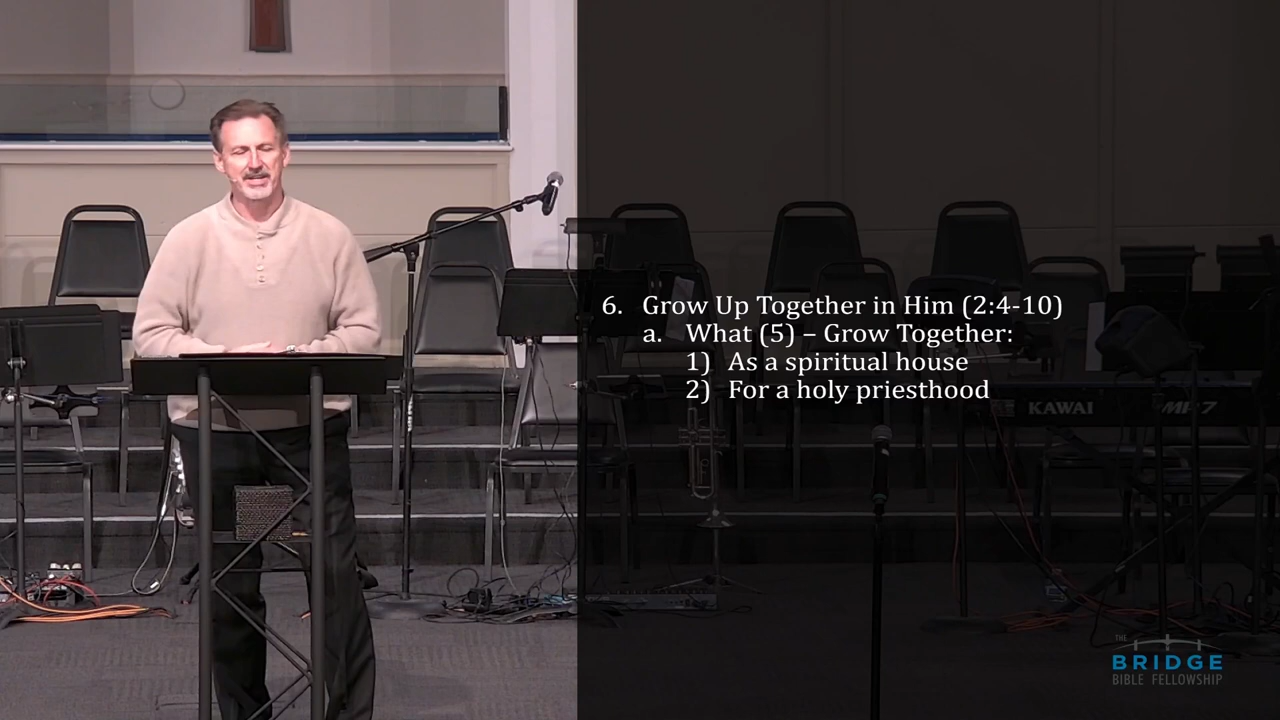 6. Grow Up Together in Him (2:4-10)
a. What (5) – Grow Together:
1) As a spiritual house
2) For a holy priesthood
KAWAI
MP7
THE
BRIDGE
BIBLE FELLOWSHIP